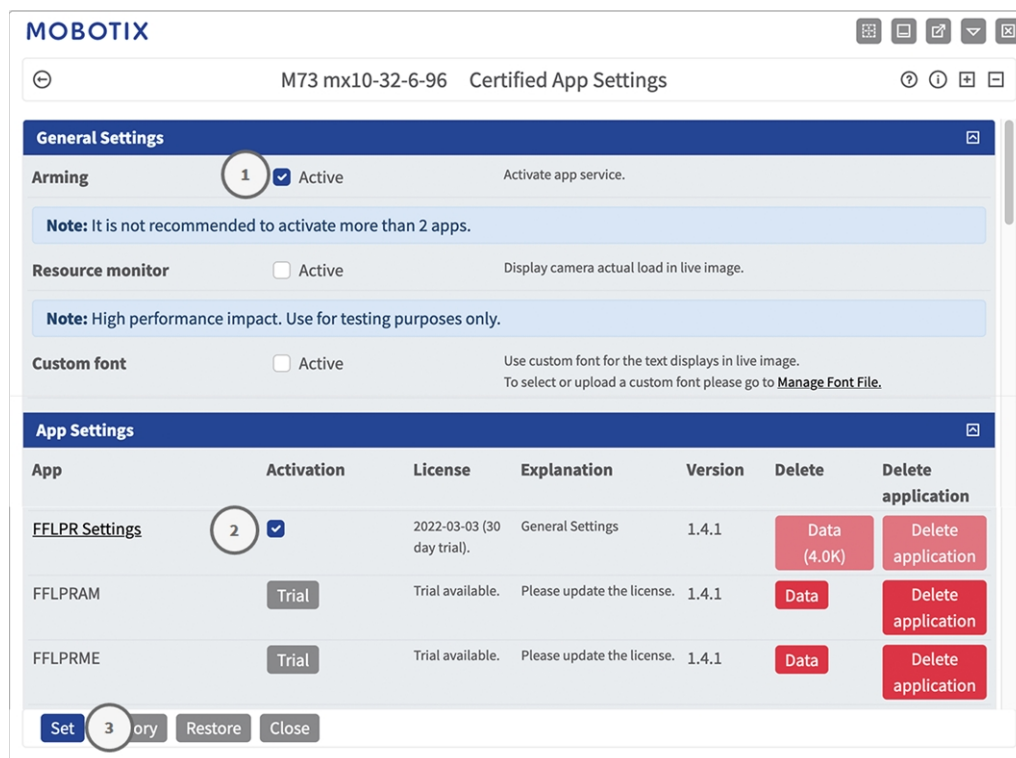 MOBOTIX
M73 mx10-32-6-96 Certified App Settings
General Settings
Arming 1 Active Activate app service.
Note: It is not recommended to activate more than 2 apps.
Resource monitor Active Display camera actual load in live image.
Note: High performance impact. Use for testing purposes only.
Custom font Active Use custom font for the text displays in live image.
To select or upload a custom font please go to Manage Font File.
App Settings
App Activation License Explanation Version Delete Delete
application
FFLPR Settings 2 2022-03-03 (30 General Settings 1.4.1 Data Delete
day trial). (4.0K) application
FFLPRAM Trial Trial available. Please update the license. 1.4.1 Data Delete
application
FFLPRME Trial Trial available. Please update the license. 1.4.1 Data Delete
application
Set 3 ory Restore Close